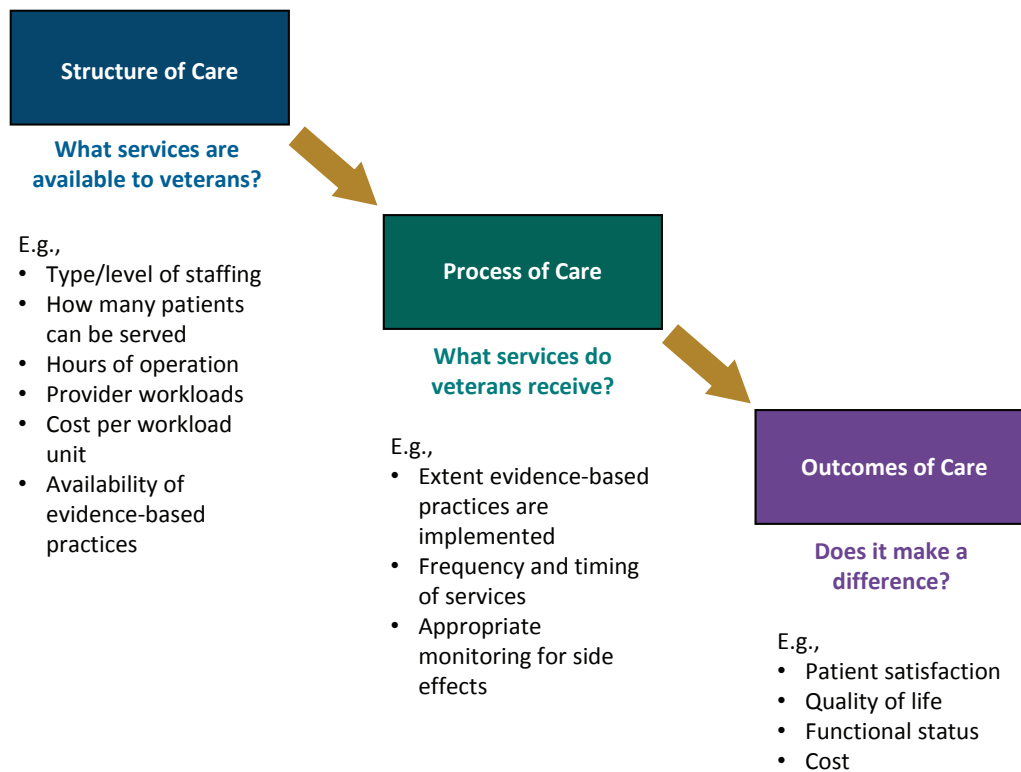 Structure of Care
What services are
available to veterans?
E.g.,
• Type/level of staffing
• How many patients
can be served
• Hours of operation
• Provider workloads
• Cost per workload
unit
• Availability of
evidence-based
practices
Process of Care
What services do
veterans receive?
E.g.,
• Extent evidence-based
practices are
implemented
• Frequency and timing
of services
• Appropriate
monitoring for side
effects
Outcomes of Care
Does it make a
difference?
E.g.,
• Patient satisfaction
• Quality of life
• Functional status
• Cost